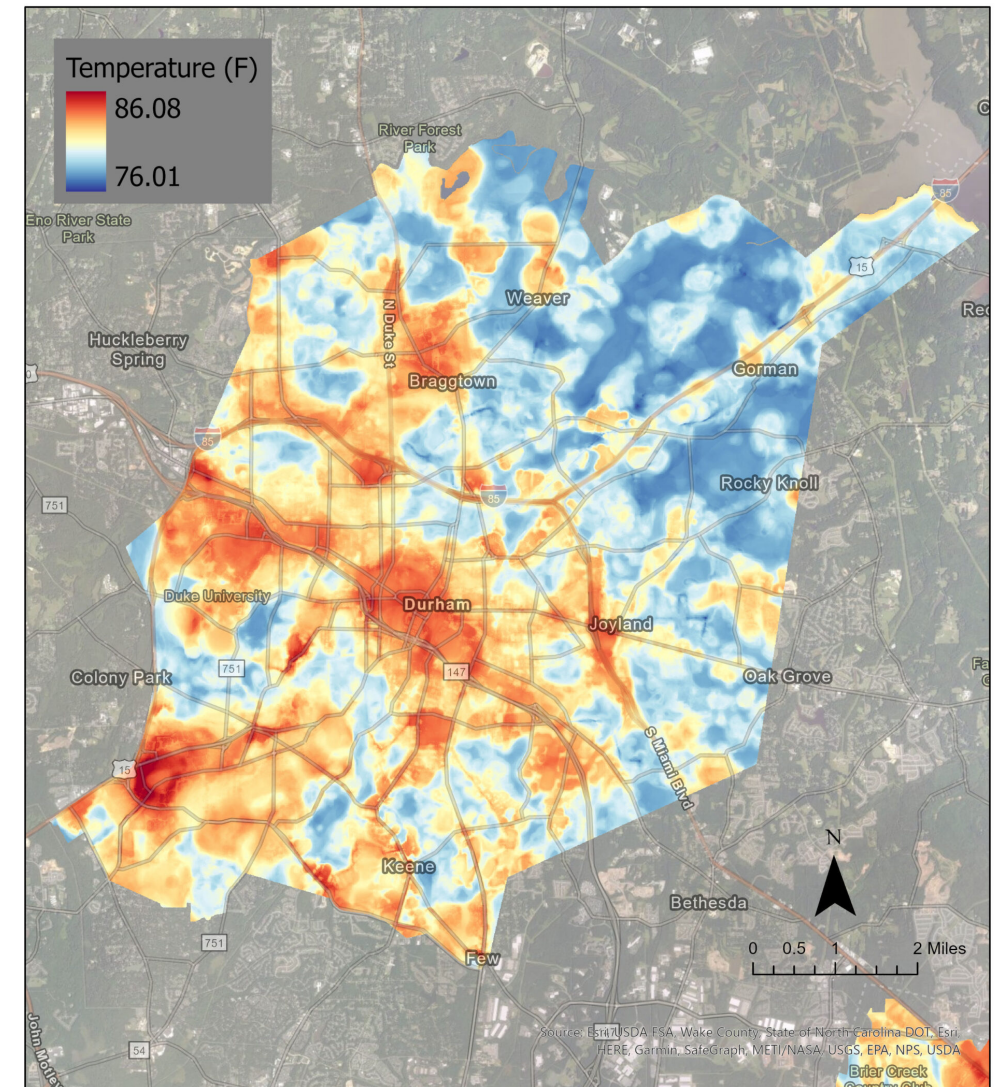 Temperature (F)
86.08
76.01
River Forest
Park
85
Eno River State
Park
15
Weaver
N Duke St
Huckleberry
Spring
Gorman
Braggtown
85
Rocky Knoll
751
85
Duke University
Durham
Joyland
751
147
Colony Park
Oak Grove
15
S Miami Blvd
N
Keene
Bethesda
751
0 0.5 1 2 Miles
Few
54
Source: Esri, USDA FSA, Wake County, State of North Carolina DOT, Esri,
HERE, Garmin, SafeGraph, METI/NASA, USGS, EPA, NPS, USDA
Brier Creek
Country Club